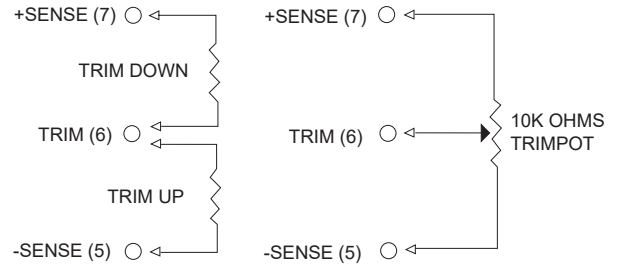 +SENSE (7)
TRIM DOWN
TRIM (6)
TRIM UP
-SENSE (5)
+SENSE (7)
TRIM (6)
10K OHMS
TRIMPOT
-SENSE (5)